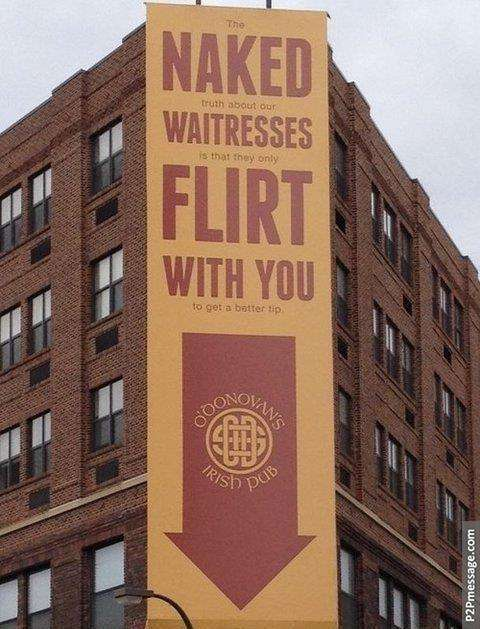 The
NAKED
truth about our
WAITRESSES
is that they only
FLIRT
WITH YOU
to get a better tip.
O'DONOVAN'S
IRISH PUB
P2Pmessage.com